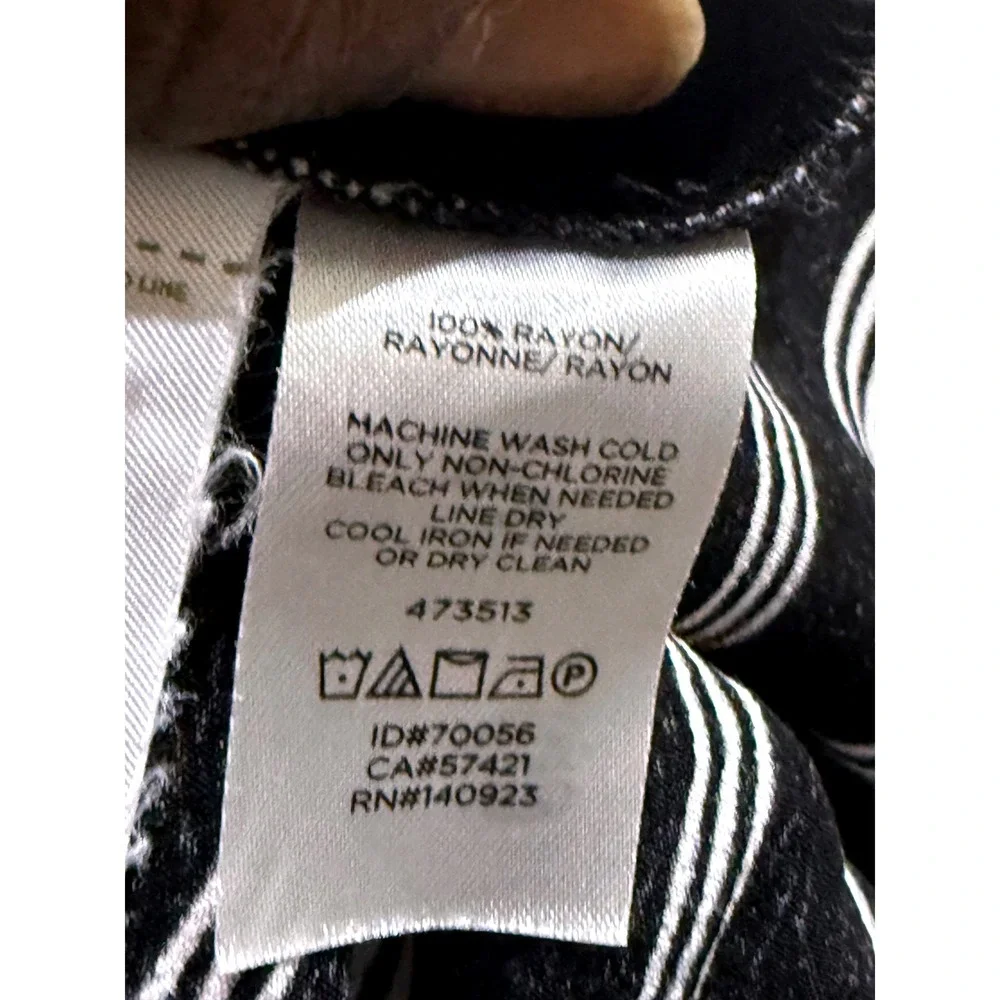 LINE
100% RAYON/
RAYONNE/ RAYON
MACHINE WASH COLD
ONLY NON-CHLORINE
BLEACH WHEN NEEDED
LINE DRY
COOL IRON IF NEEDED
OR DRY CLEAN
473513
P
ID#70056
CA#57421
RN#140923